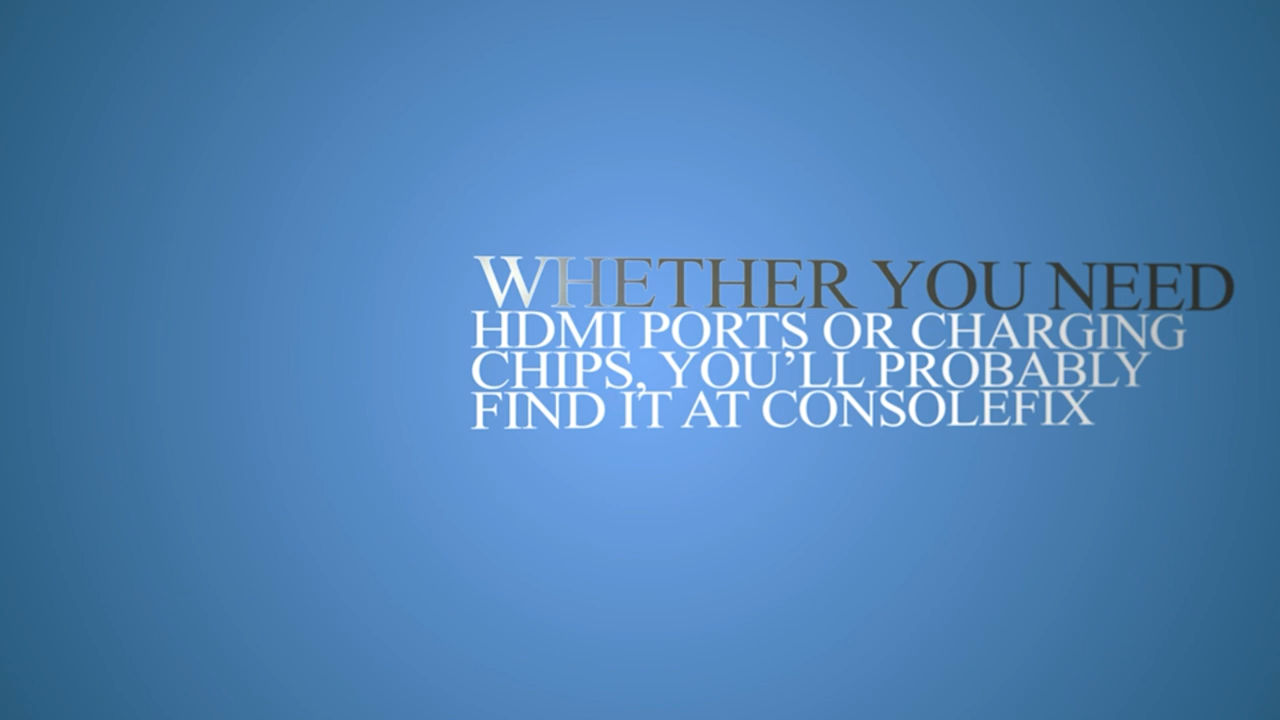 WHETHER YOU NEED
HDMI PORTS OR CHARGING
CHIPS, YOU’LL PROBABLY
FIND IT AT CONSOLEFIX